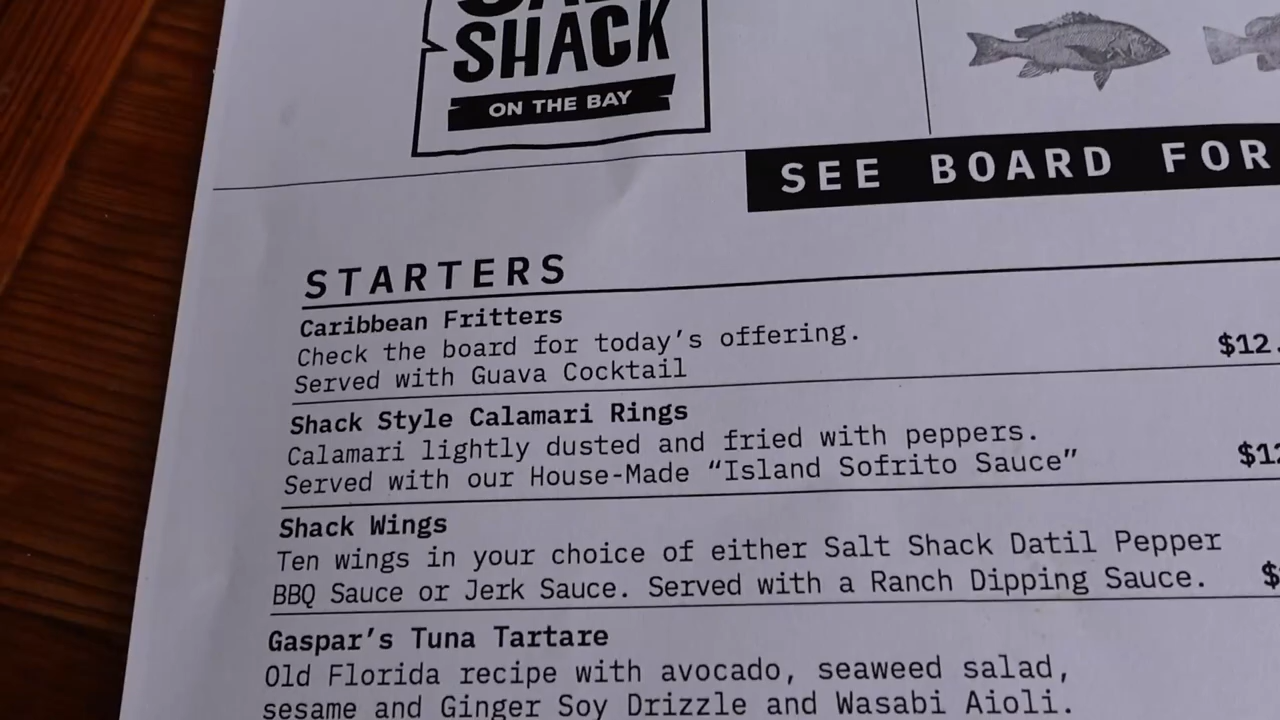 SHACK
ON THE BAY
SEE BOARD FOR
STARTERS
Caribbean Fritters
Check the board for today's offering.
$12.
Served with Guava Cocktail
Shack Style Calamari Rings
Calamari lightly dusted and fried with peppers.
Served with our House-Made “Island Sofrito Sauce”
$12
Shack Wings
Ten wings in your choice of either Salt Shack Datil Pepper
BBQ Sauce or Jerk Sauce. Served with a Ranch Dipping Sauce.
$
Gaspar's Tuna Tartare
Old Florida recipe with avocado, seaweed salad,
sesame and Ginger Soy Drizzle and Wasabi Aioli.